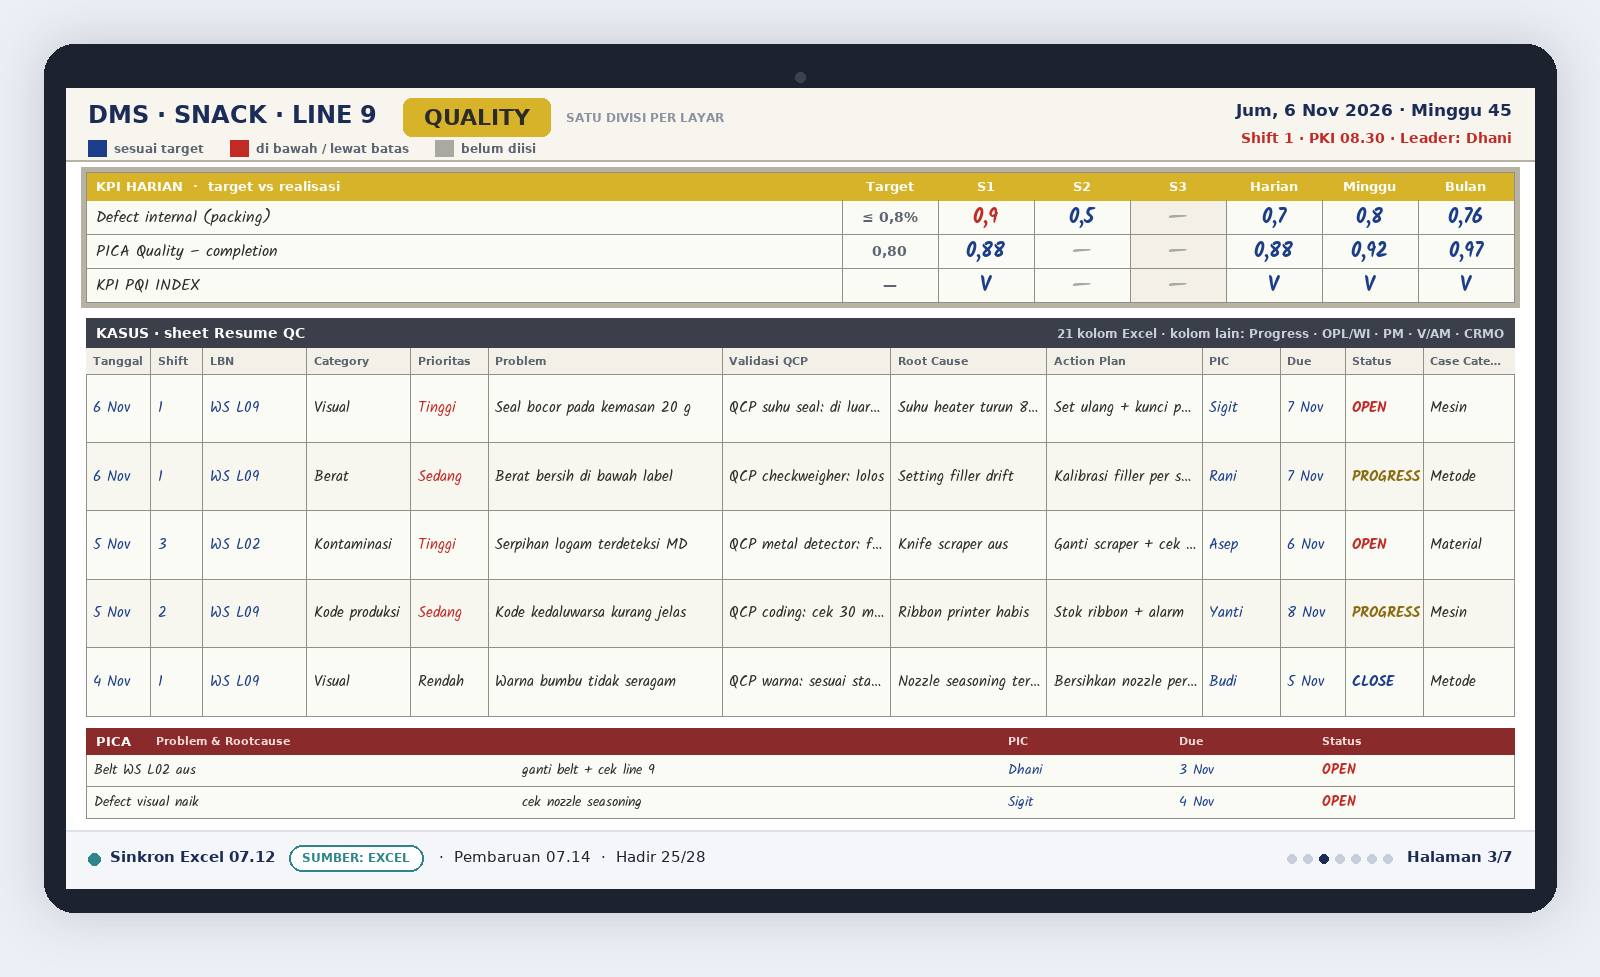 DMS · SNACK · LINE 9 QUALITY SATU DIVISI PER LAYAR
Jum, 6 Nov 2026 · Minggu 45
sesuai target di bawah / lewat batas belum diisi
Shift 1 · PKI 08.30 · Leader: Dhani
KPI HARIAN · target vs realisasi Target S1 S2 S3 Harian Minggu Bulan
Defect internal (packing) ≤ 0,8% 0,9 0,5 — 0,7 0,8 0,76
PICA Quality – completion 0,80 0,88 — — 0,88 0,92 0,97
KPI PQI INDEX — V — — V V V
KASUS · sheet Resume QC 21 kolom Excel · kolom lain: Progress · OPL/WI · PM · V/AM · CRMO
Tanggal Shift LBN Category Prioritas Problem Validasi QCP Root Cause Action Plan PIC Due Status Case Cate...
6 Nov 1 WS L09 Visual Tinggi Seal bocor pada kemasan 20 g QCP suhu seal: di luar... Suhu heater turun 8... Set ulang + kunci p... Sigit 7 Nov OPEN Mesin
6 Nov 1 WS L09 Berat Sedang Berat bersih di bawah label QCP checkweigher: lolos Setting filler drift Kalibrasi filler per s... Rani 7 Nov PROGRESS Metode
5 Nov 3 WS L02 Kontaminasi Tinggi Serpihan logam terdeteksi MD QCP metal detector: f... Knife scraper aus Ganti scraper + cek ... Asep 6 Nov OPEN Material
5 Nov 2 WS L09 Kode produksi Sedang Kode kedaluwarsa kurang jelas QCP coding: cek 30 m... Ribbon printer habis Stok ribbon + alarm Yanti 8 Nov PROGRESS Mesin
4 Nov 1 WS L09 Visual Rendah Warna bumbu tidak seragam QCP warna: sesuai sta... Nozzle seasoning ter... Bersihkan nozzle per... Budi 5 Nov CLOSE Metode
PICA Problem & Rootcause PIC Due Status
Belt WS L02 aus ganti belt + cek line 9 Dhani 3 Nov OPEN
Defect visual naik cek nozzle seasoning Sigit 4 Nov OPEN
Sinkron Excel 07.12 SUMBER: EXCEL · Pembaruan 07.14 · Hadir 25/28 Halaman 3/7